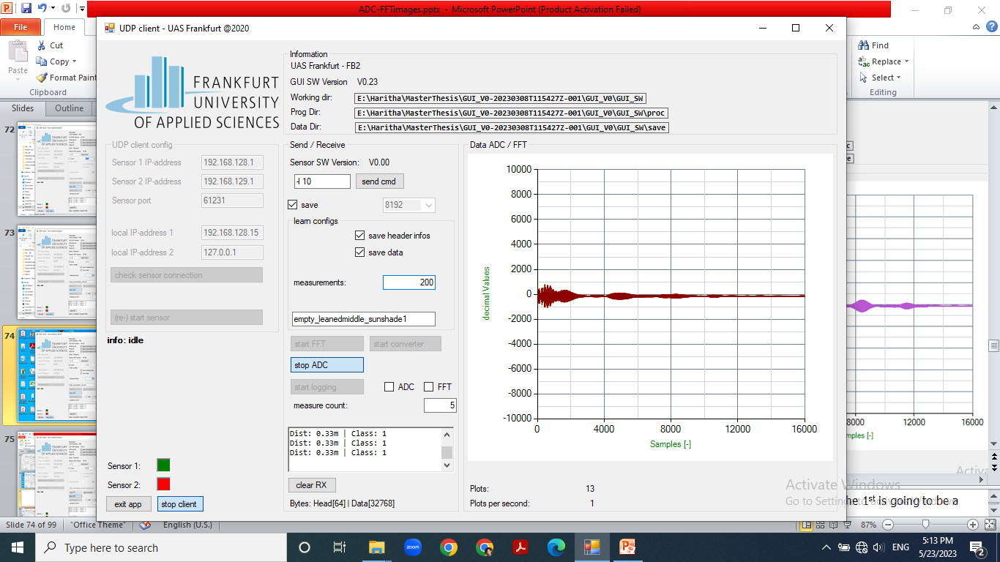 ADC-FFTimages.pptx - Microsoft PowerPoint (Product Activation Failed)
File
Home
Cut
Copy
Format Paint
Paste
Clipboard
Find
Replace
Select
Editing
Slides
Outline
72
73
74
75
UDP client - UAS Frankfurt @2020
FRANKFURT
UNIVERSITY
OF APPLIED SCIENCES
Information
UAS Frankfurt - FB2
GUI SW Version V0.23
Working dir: E:\Haritha\MasterThesis\GUI_V0-20230308T115427Z-001\GUI_V0\GUI_SW
Prog Dir: E:\Haritha\MasterThesis\GUI_V0-20230308T115427Z-001\GUI_V0\GUI_SW\proc
Data Dir: E:\Haritha\MasterThesis\GUI_V0-20230308T115427Z-001\GUI_V0\GUI_SW\save
UDP client config
Sensor 1 IP-address 192.168.128.1
Sensor 2 IP-address 192.168.129.1
Sensor port 61231
local IP-address 1 192.168.128.15
local IP-address 2 127.0.0.1
check sensor connection
(re-) start sensor
info: idle
Sensor 1:
Sensor 2:
exit app stop client
Send / Receive
Sensor SW Version: V0.00
10 send cmd
save 8192
learn configs
save header infos
save data
measurements: 200
empty_leanedmiddle_sunshade1
start FFT start converter
stop ADC
start logging ADC FFT
measure count: 5
Dist: 0.33m | Class: 1
Dist: 0.33m | Class: 1
Dist: 0.33m | Class: 1
clear RX
Bytes: Head[64] | Data[32768]
Data ADC / FFT
10000
8000
6000
4000
2000
0
-2000
-4000
-6000
-8000
-10000
decimal Values
0 4000 8000 12000 16000
Samples [-]
Plots: 13
Plots per second: 1
8000 12000 16000
mples [-]
Activate Windows
Go to Settings to activate Windows
he 1st is going to be a
Slide 74 of 99 "Office Theme" English (U.S.)
87%
Type here to search
zoom
ENG
5:13 PM
5/23/2023
2